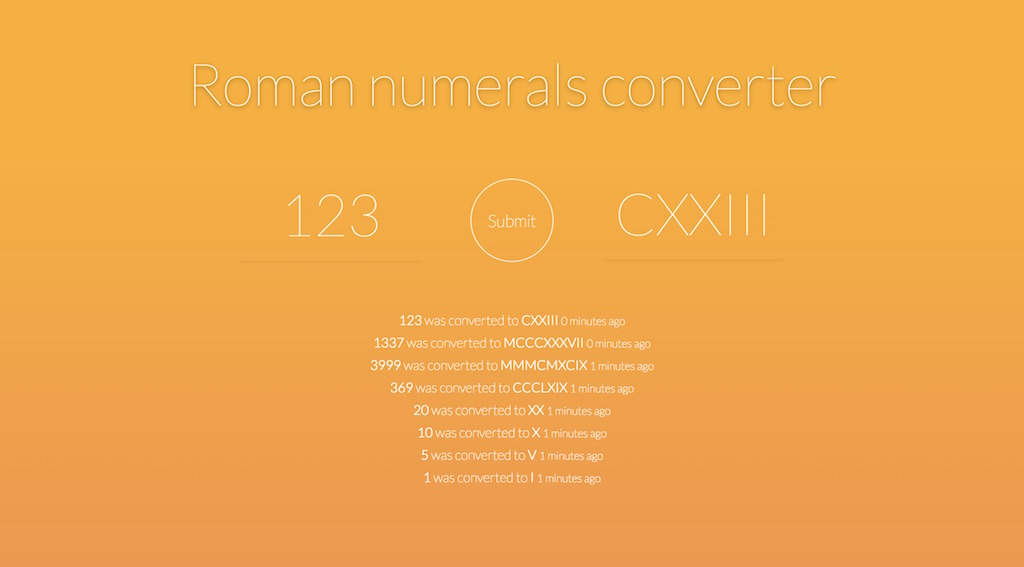 Roman numerals converter
123 Submit CXXIII
123 was converted to CXXIII 0 minutes ago
1337 was converted to MCCCXXXVII 0 minutes ago
3999 was converted to MMMCMXCIX 1 minutes ago
369 was converted to CCCLXIX 1 minutes ago
20 was converted to XX 1 minutes ago
10 was converted to X 1 minutes ago
5 was converted to V 1 minutes ago
1 was converted to I 1 minutes ago